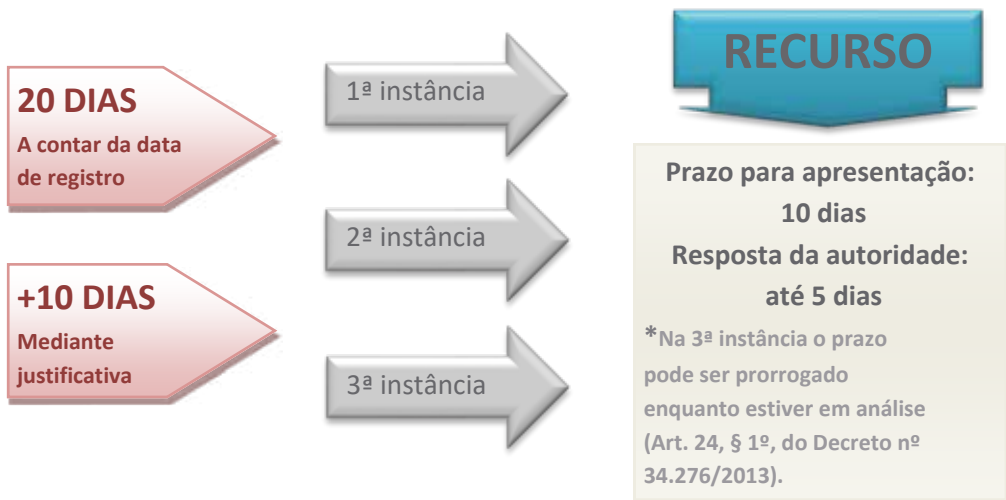 20 DIAS
A contar da data
de registro
+10 DIAS
Mediante
justificativa
1ª instância
2ª instância
3ª instância
RECURSO
Prazo para apresentação:
10 dias
Resposta da autoridade:
até 5 dias
*Na 3ª instância o prazo
pode ser prorrogado
enquanto estiver em análise
(Art. 24, § 1º, do Decreto nº
34.276/2013).